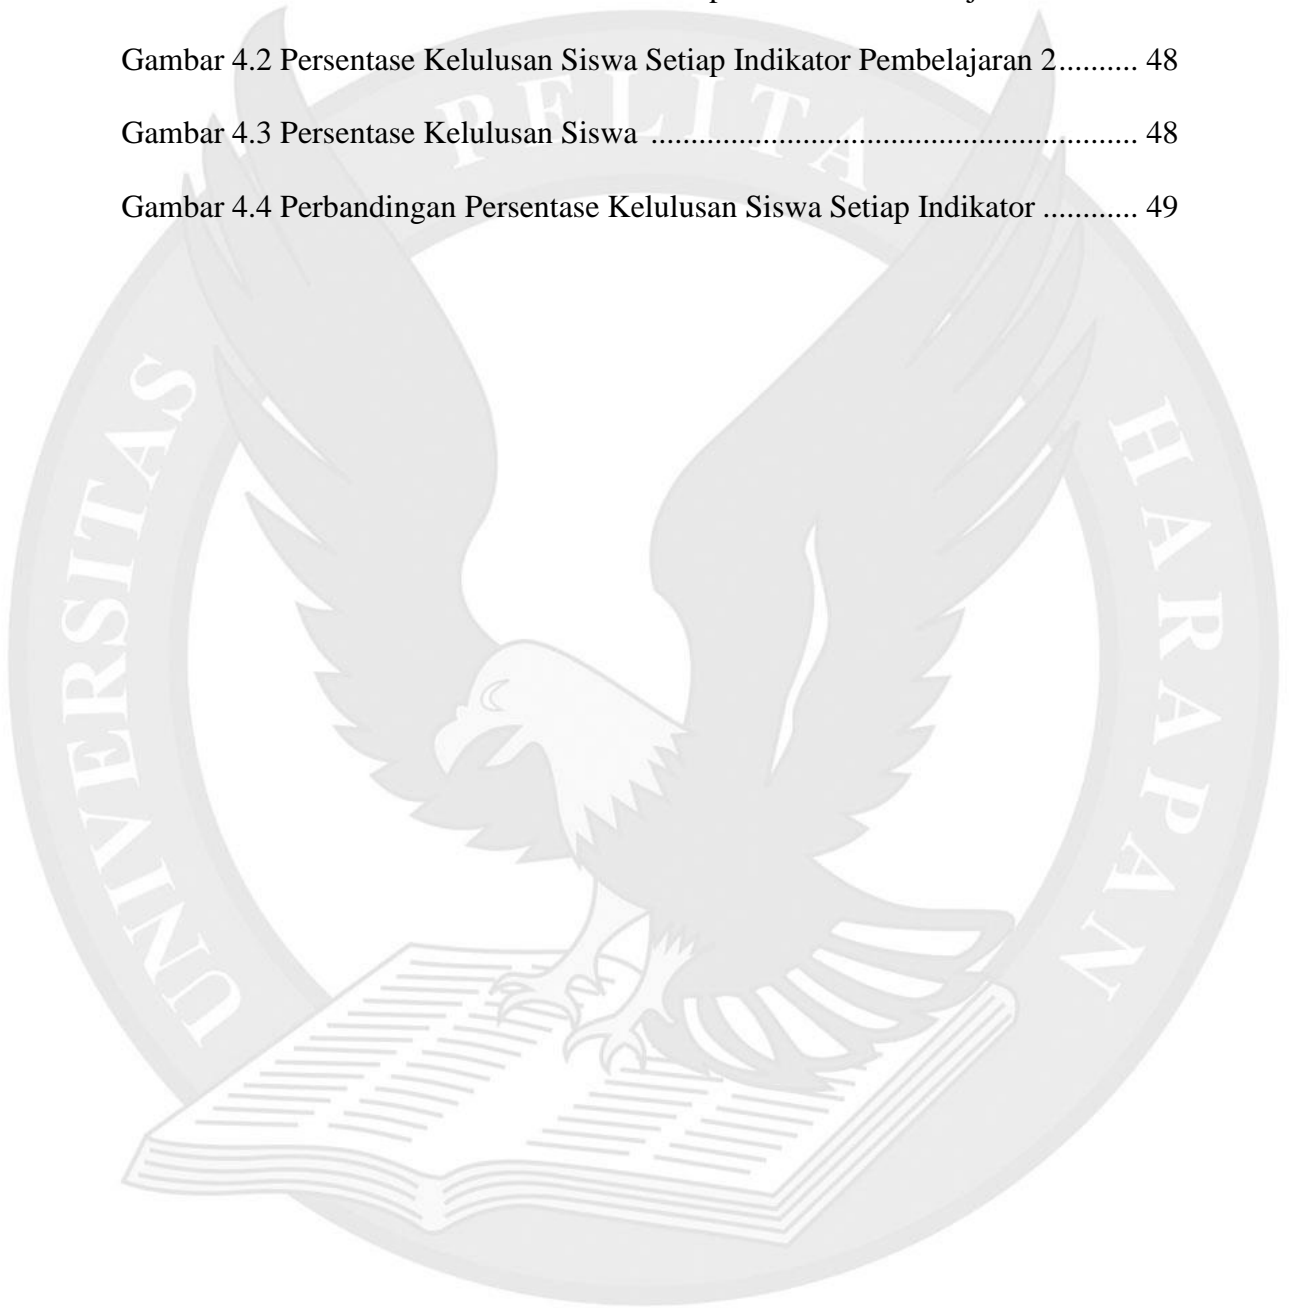 Gambar 4.2 Persentase Kelulusan Siswa Setiap Indikator Pembelajaran 2.......... 48
Gambar 4.3 Persentase Kelulusan Siswa ............................................................. 48
Gambar 4.4 Perbandingan Persentase Kelulusan Siswa Setiap Indikator ............ 49
UNIVERSITAS PELITA HARAPAN